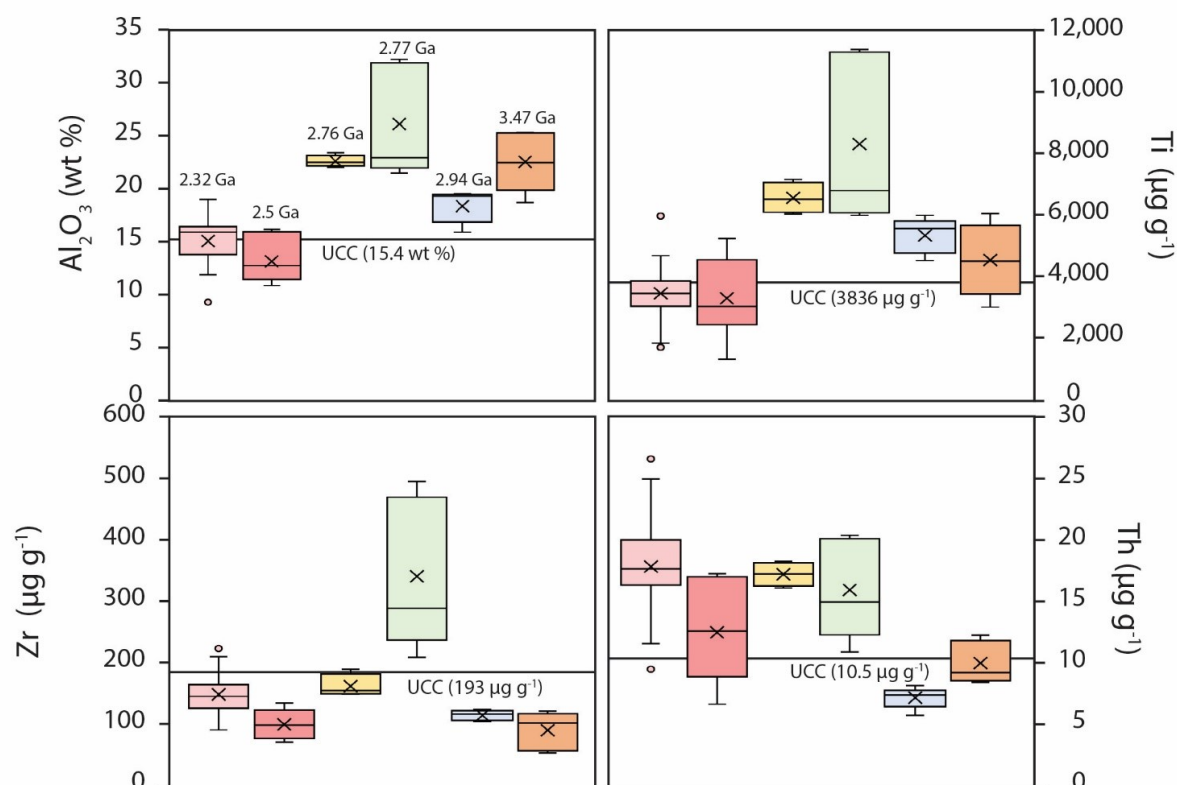 35
30
25
20
15
10
5
0
Al2O3 (wt %)
2.32 Ga
2.5 Ga
2.76 Ga
2.77 Ga
2.94 Ga
3.47 Ga
UCC (15.4 wt %)
12,000
10,000
8,000
6,000
4,000
2,000
0
Ti (µg g-1)
UCC (3836 µg g-1)
600
500
400
300
200
100
0
Zr (µg g-1)
UCC (193 µg g-1)
30
25
20
15
10
5
0
Th (µg g-1)
UCC (10.5 µg g-1)